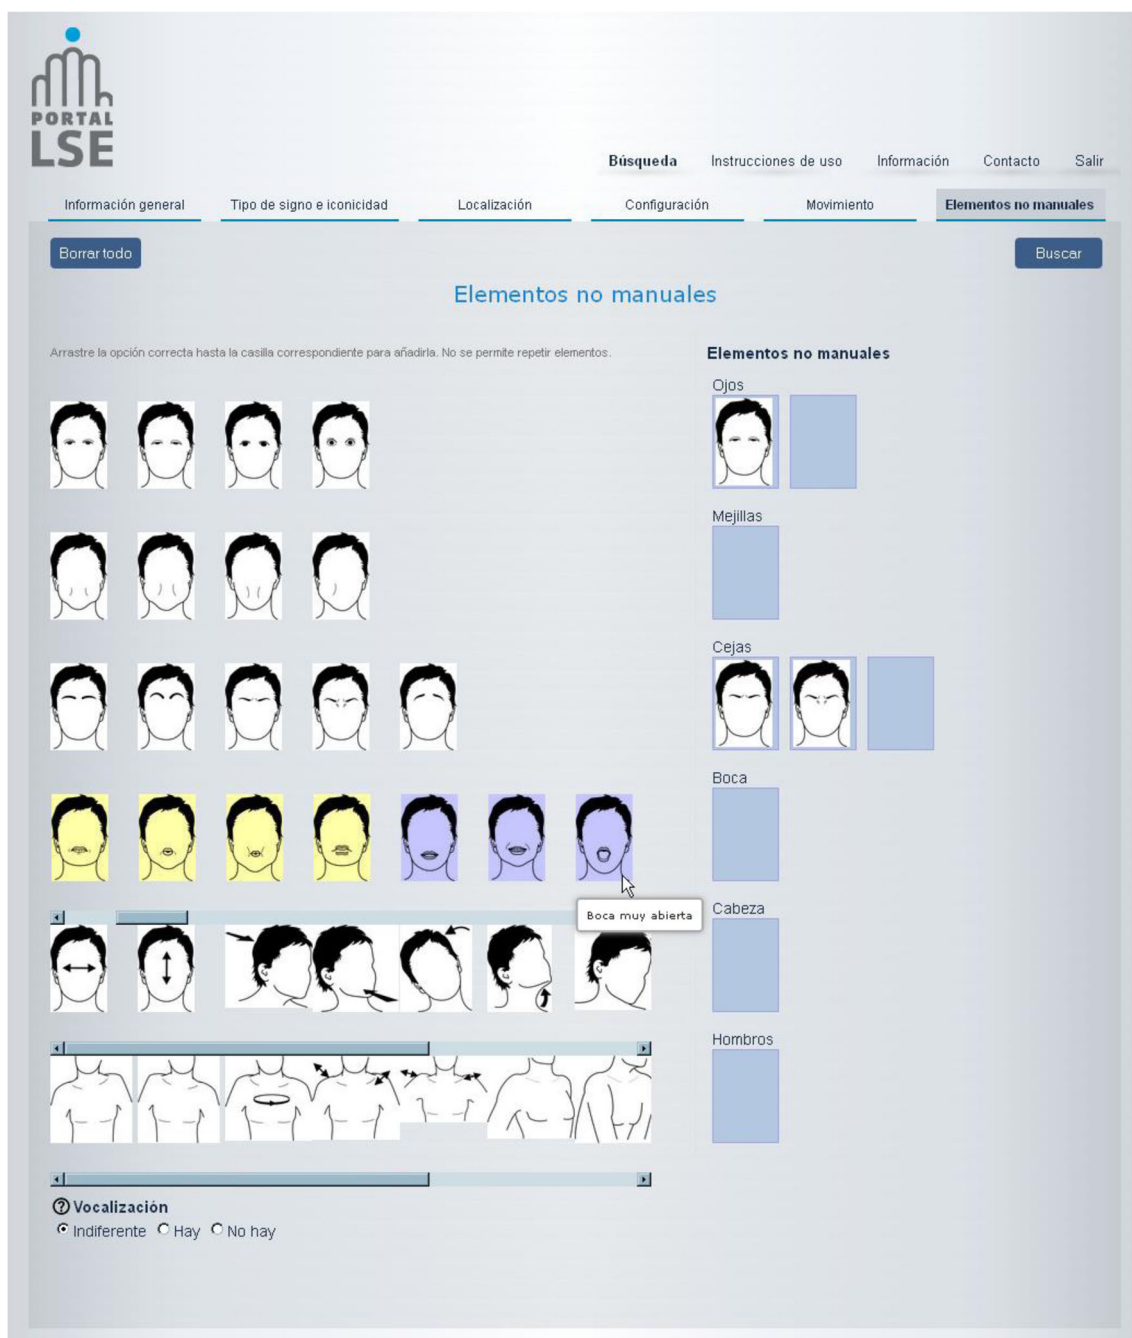 PORTAL
LSE
Búsqueda Instrucciones de uso Información Contacto Salir
Información general Tipo de signo e iconicidad Localización Configuración Movimiento Elementos no manuales
Borrar todo Buscar
Elementos no manuales
Arrastre la opción correcta hasta la casilla correspondiente para añadirla. No se permite repetir elementos.
Elementos no manuales
Ojos
Mejillas
Cejas
Boca
Boca muy abierta
Cabeza
Hombros
Vocalización
Indiferente Hay No hay